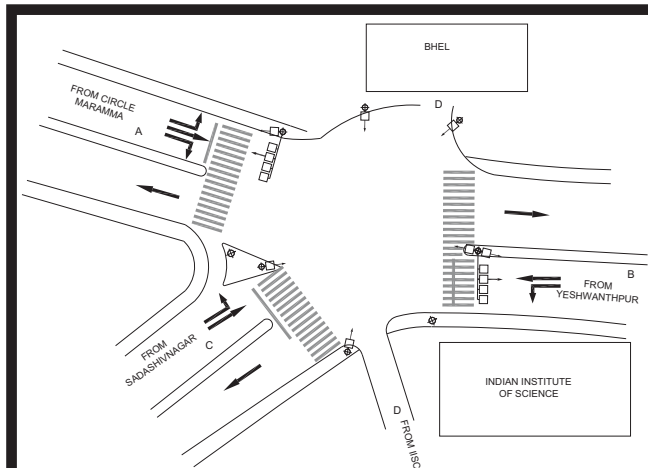 BHEL
D
FROM CIRCLE
MARAMMA
A
B
FROM
YESHWANTHPUR
FROM
SADASHIVNAGAR
C
INDIAN INSTITUTE
OF SCIENCE
D
FROM IISC